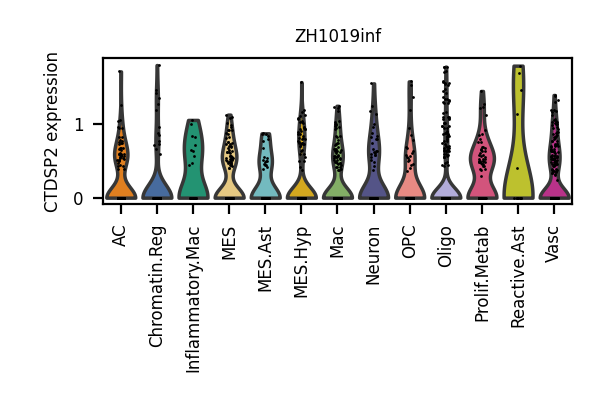 ZH1019inf
CTDSP2 expression
1
0
AC
Chromatin.Reg
Inflammatory.Mac
MES
MES.Ast
MES.Hyp
Mac
Neuron
OPC
Oligo
Prolif.Metab
Reactive.Ast
Vasc